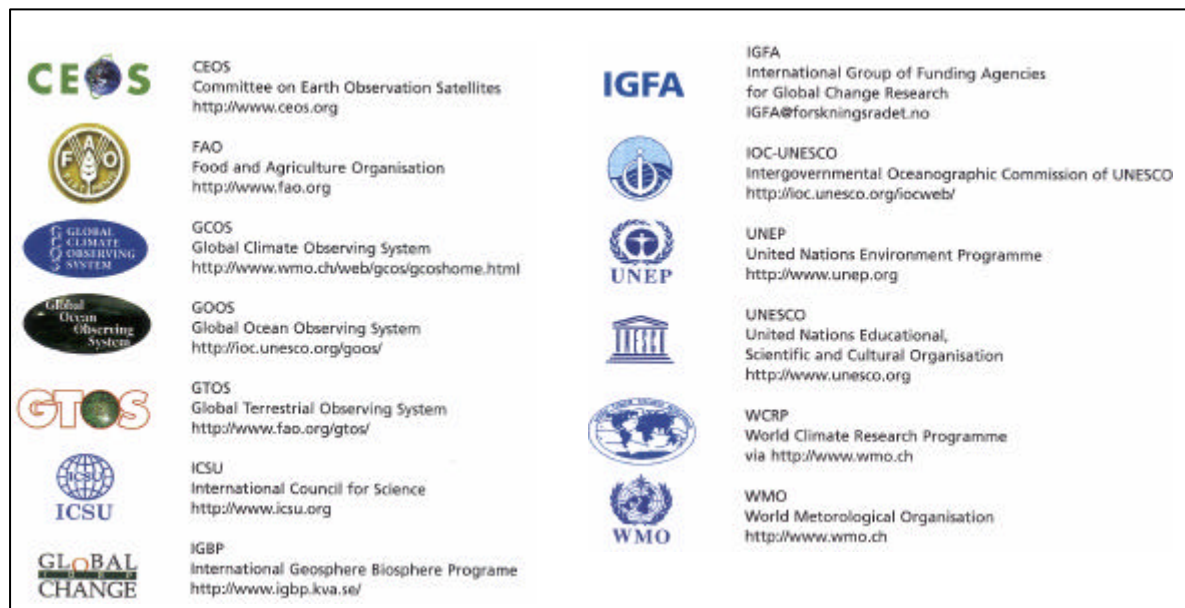 CEOS
CEOS
Committee on Earth Observation Satellites
http://www.ceos.org
FAO
FAO
Food and Agriculture Organisation
http://www.fao.org
GCOS
GLOBAL
CLIMATE
OBSERVING
SYSTEM
GCOS
Global Climate Observing System
http://www.wmo.ch/web/gcos/gcoshome.html
Global
Ocean
Observing
System
GOOS
Global Ocean Observing System
http://ioc.unesco.org/goos/
GTOS
GTOS
Global Terrestrial Observing System
http://www.fao.org/gtos/
ICSU
ICSU
ICSU
International Council for Science
http://www.icsu.org
GLOBAL
IGBP
CHANGE
IGBP
International Geosphere Biosphere Programe
http://www.igbp.kva.se/
IGFA
IGFA
International Group of Funding Agencies
for Global Change Research
IGFA@forskningsradet.no
IOC-UNESCO
Intergovernmental Oceanographic Commission of UNESCO
http://ioc.unesco.org/iocweb/
UNEP
UNEP
United Nations Environment Programme
http://www.unep.org
UNESCO
UNESCO
United Nations Educational,
Scientific and Cultural Organisation
http://www.unesco.org
WCRP
World Climate Research Programme
via http://www.wmo.ch
WMO
WMO
World Metorological Organisation
http://www.wmo.ch